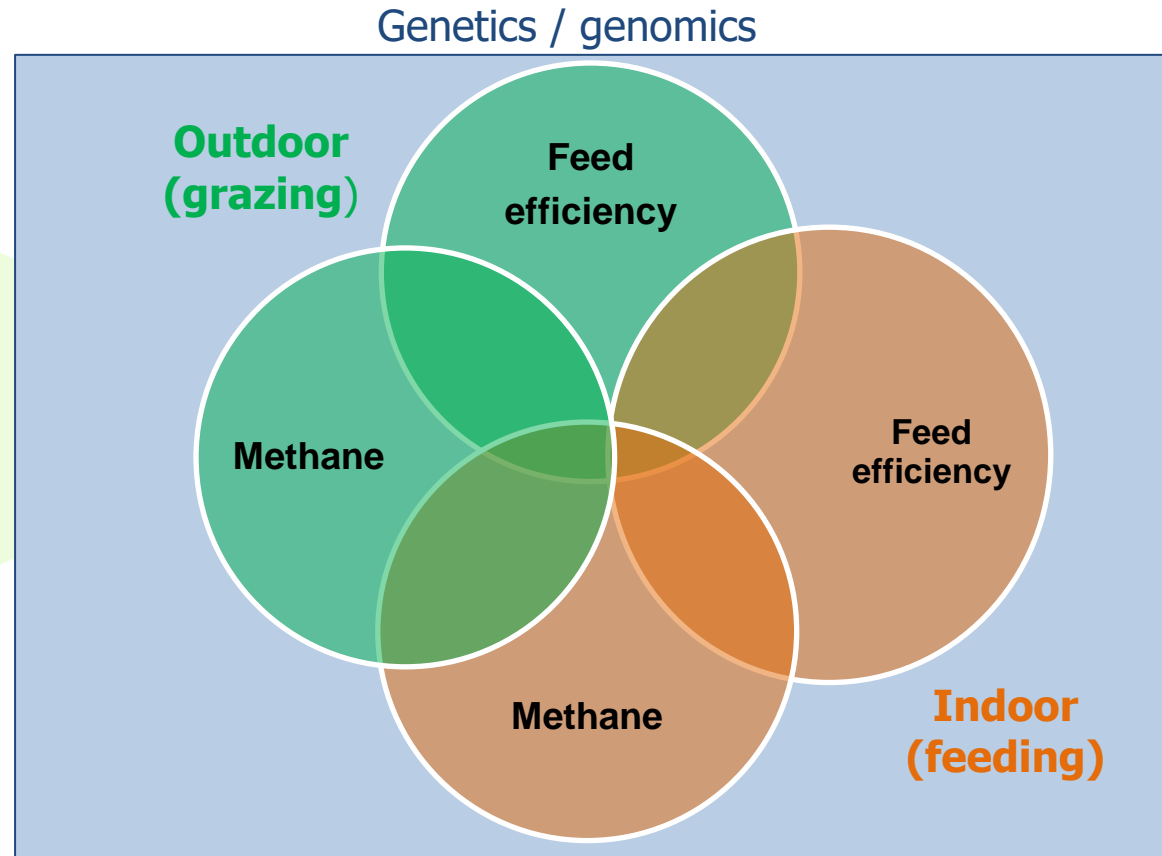 Genetics / genomics
Outdoor
(grazing)
Feed
efficiency
Methane
Feed
efficiency
Methane
Indoor
(feeding)